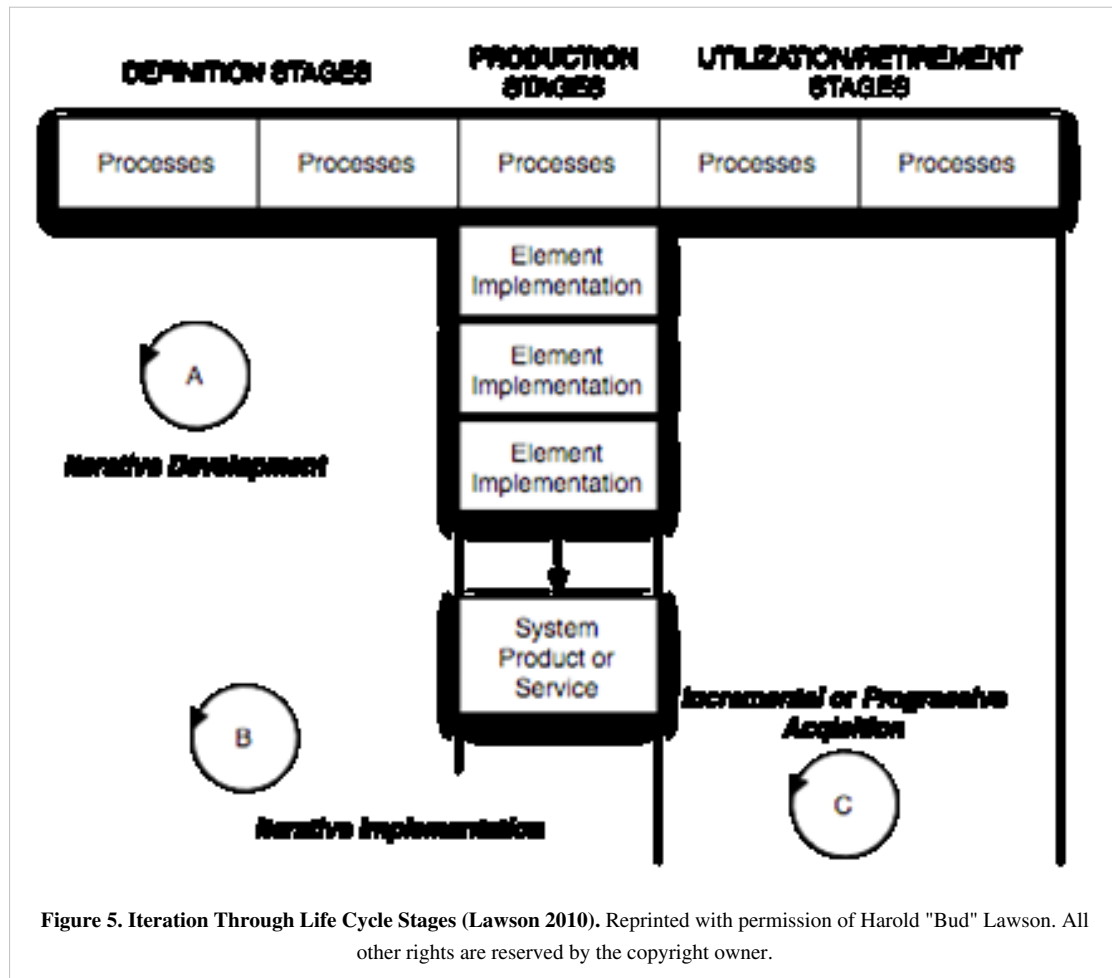 DEFINITION STAGES
PRODUCTION
STAGES
UTILIZATION/RETIREMENT
STAGES
Processes
Processes
Processes
Processes
Processes
Element
Implementation
Element
Implementation
Element
Implementation
A
Iterative Development
System
Product or
Service
B
Iterative Implementation
Incremental or Progressive
Acqisition
C
Figure 5. Iteration Through Life Cycle Stages (Lawson 2010). Reprinted with permission of Harold "Bud" Lawson. All
other rights are reserved by the copyright owner.